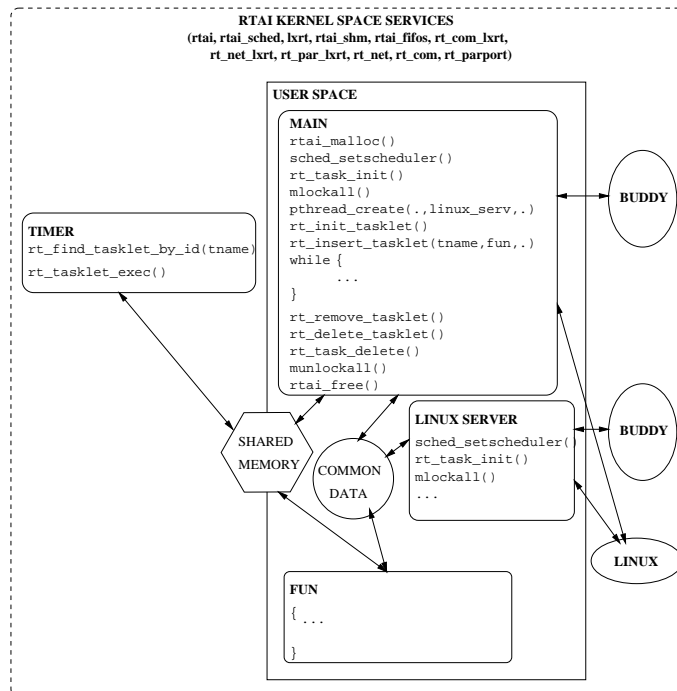 RTAI KERNEL SPACE SERVICES
(rtai, rtai_sched, lxrt, rtai_shm, rtai_fifos, rt_com_lxrt,
rt_net_lxrt, rt_par_lxrt, rt_net, rt_com, rt_parport)
USER SPACE
MAIN
rtai_malloc()
sched_setscheduler()
rt_task_init()
mlockall()
pthread_create(.,linux_serv,.)
rt_init_tasklet()
rt_insert_tasklet(tname,fun,.)
while {
...
}
rt_remove_tasklet()
rt_delete_tasklet()
rt_task_delete()
munlockall()
rtai_free()
BUDDY
TIMER
rt_find_tasklet_by_id(tname)
rt_tasklet_exec()
SHARED
MEMORY
COMMON
DATA
LINUX SERVER
sched_setscheduler()
rt_task_init()
mlockall()
...
BUDDY
LINUX
FUN
{ ...
}